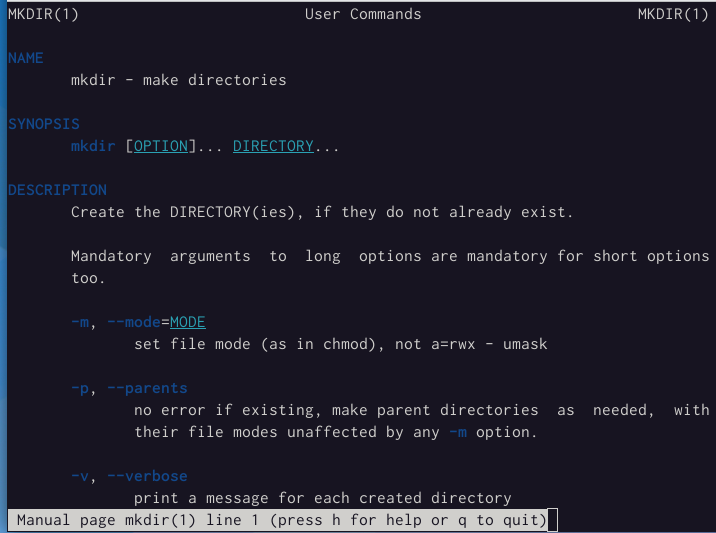 MKDIR(1) User Commands MKDIR(1)
NAME
mkdir - make directories
SYNOPSIS
mkdir [OPTION]... DIRECTORY...
DESCRIPTION
Create the DIRECTORY(ies), if they do not already exist.
Mandatory arguments to long options are mandatory for short options
too.
-m, --mode=MODE
set file mode (as in chmod), not a=rwx - umask
-p, --parents
no error if existing, make parent directories as needed, with
their file modes unaffected by any -m option.
-v, --verbose
print a message for each created directory
Manual page mkdir(1) line 1 (press h for help or q to quit)